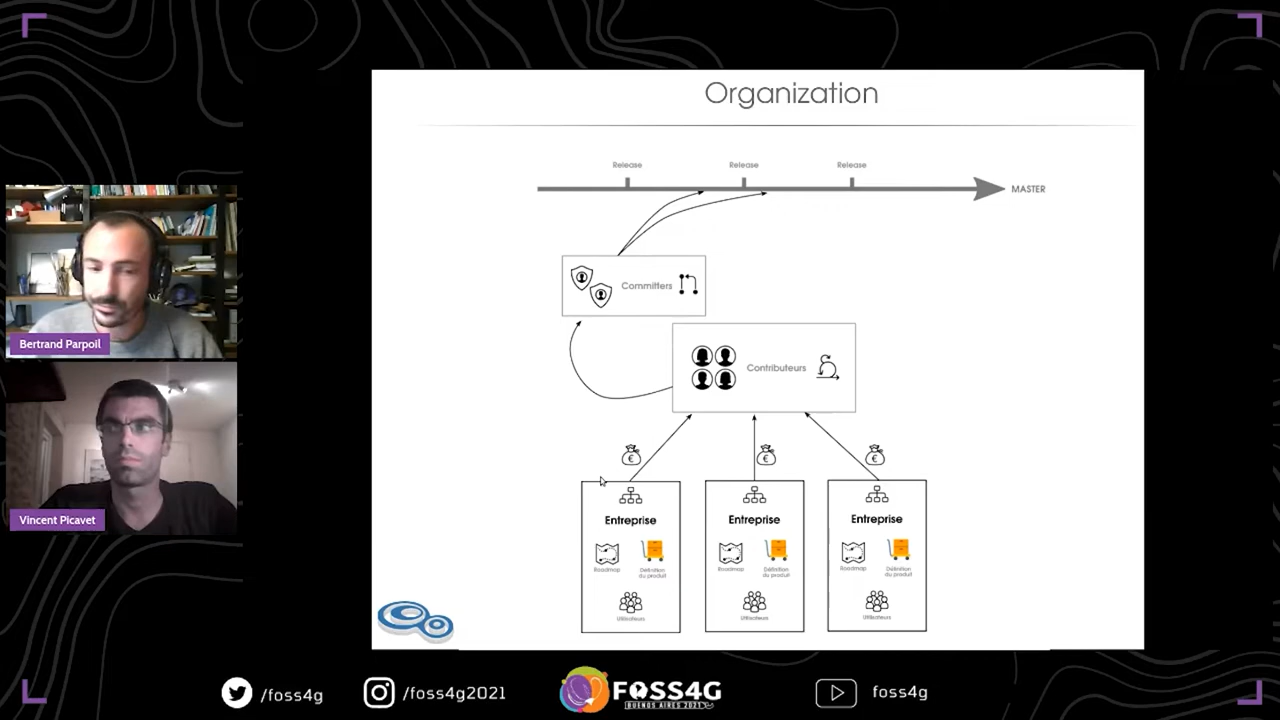 Organization
Release
Release
Release
MASTER
Committers
Contributeurs
€
€
€
Entreprise
Roadmap
Définition
du produit
Utilisateurs
Entreprise
Roadmap
Définition
du produit
Utilisateurs
Entreprise
Roadmap
Définition
du produit
Utilisateurs
Bertrand Parpoil
Vincent Picavet
/foss4g
/foss4g2021
FOSS4G
BUENOS AIRES 2021
foss4g